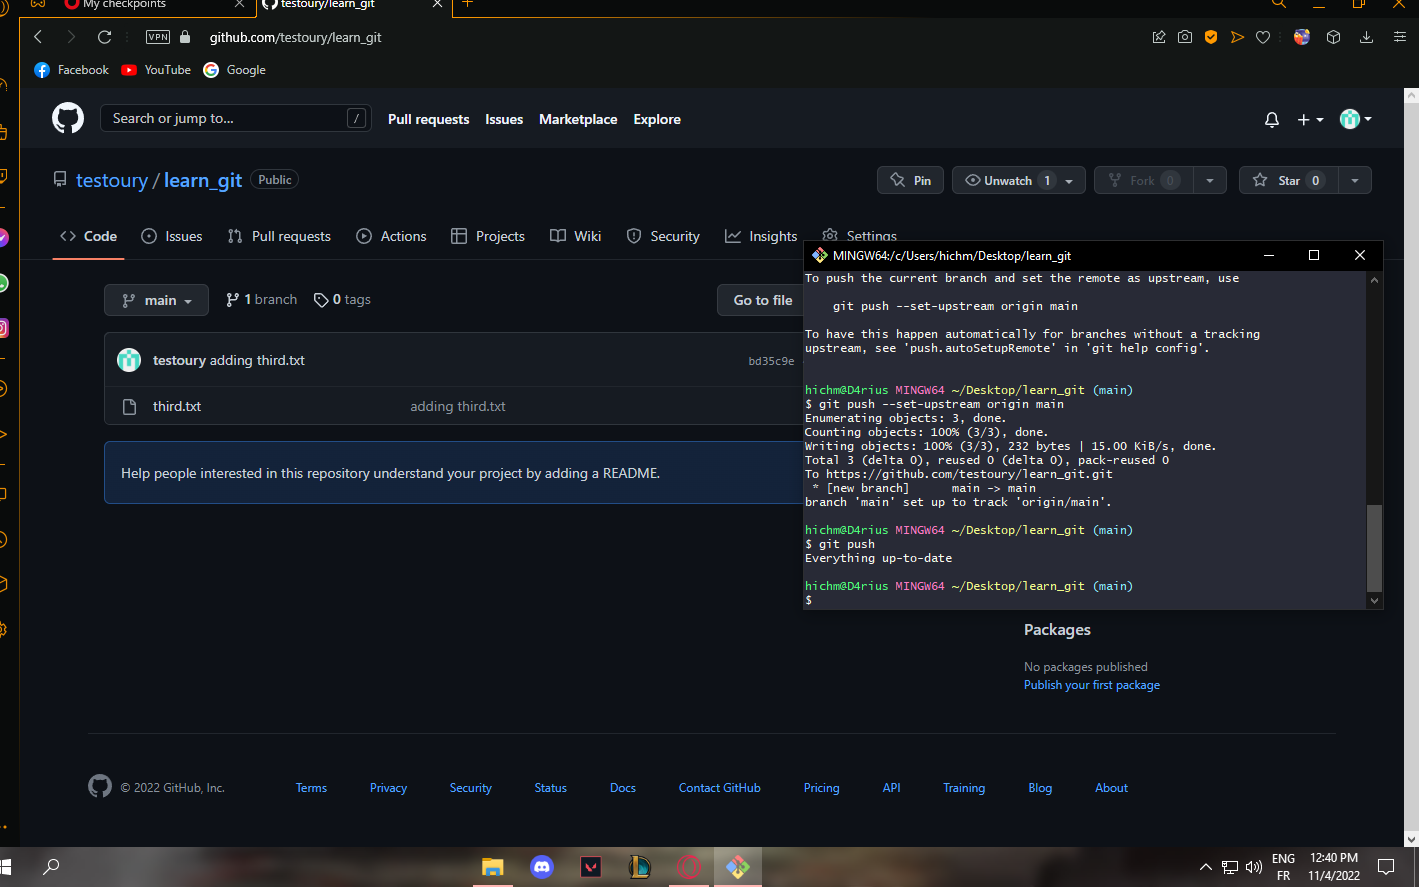 My checkpoints
testoury/learn_git
VPN
github.com/testoury/learn_git
Facebook
YouTube
Google
Search or jump to...
/
Pull requests
Issues
Marketplace
Explore
testoury / learn_git
Public
Pin
Unwatch 1
Fork 0
Star 0
Code
Issues
Pull requests
Actions
Projects
Wiki
Security
Insights
Settings
main
1 branch
0 tags
Go to file
testoury adding third.txt
bd35c9e
third.txt
adding third.txt
Help people interested in this repository understand your project by adding a README.
MINGW64:/c/Users/hichm/Desktop/learn_git
To push the current branch and set the remote as upstream, use
git push --set-upstream origin main
To have this happen automatically for branches without a tracking
upstream, see 'push.autoSetupRemote' in 'git help config'.
hichm@D4rius MINGW64 ~/Desktop/learn_git (main)
$ git push --set-upstream origin main
Enumerating objects: 3, done.
Counting objects: 100% (3/3), done.
Writing objects: 100% (3/3), 232 bytes | 15.00 KiB/s, done.
Total 3 (delta 0), reused 0 (delta 0), pack-reused 0
To https://github.com/testoury/learn_git.git
* [new branch]      main -> main
branch 'main' set up to track 'origin/main'.
hichm@D4rius MINGW64 ~/Desktop/learn_git (main)
$ git push
Everything up-to-date
hichm@D4rius MINGW64 ~/Desktop/learn_git (main)
$
Packages
No packages published
Publish your first package
© 2022 GitHub, Inc.
Terms
Privacy
Security
Status
Docs
Contact GitHub
Pricing
API
Training
Blog
About
ENG
FR
12:40 PM
11/4/2022